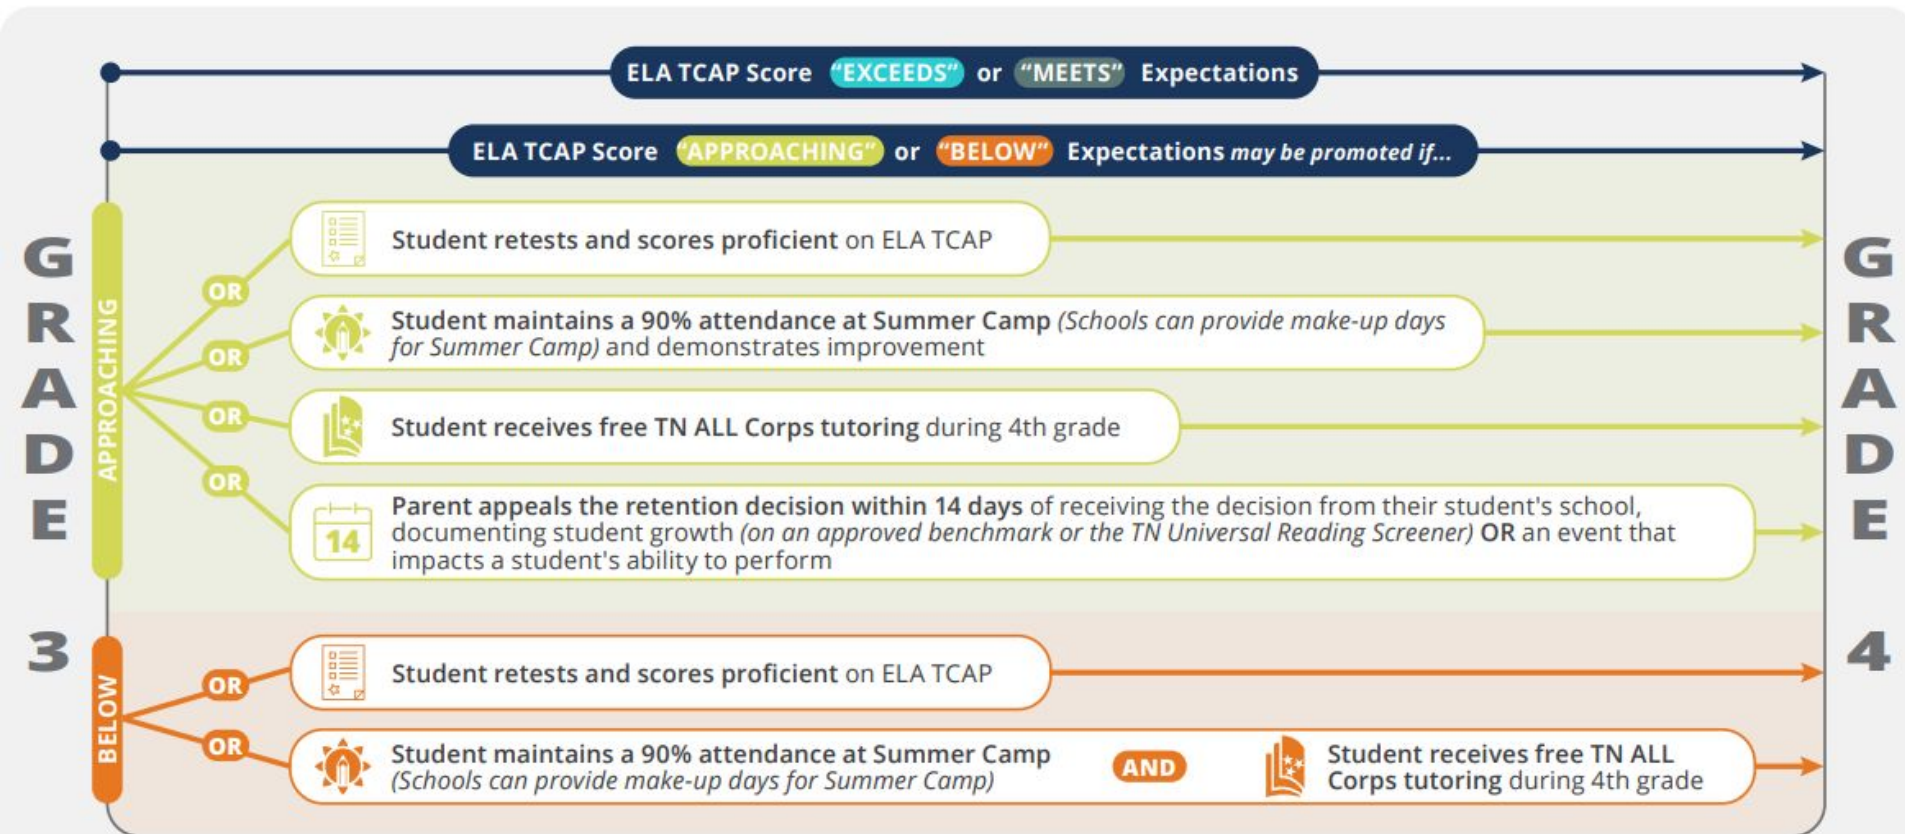 ELA TCAP Score "EXCEEDS" or "MEETS" Expectations
ELA TCAP Score "APPROACHING" or "BELOW" Expectations may be promoted if...
GRADE 3
APPROACHING
OR
Student retests and scores proficient on ELA TCAP
OR
Student maintains a 90% attendance at Summer Camp (Schools can provide make-up days
for Summer Camp) and demonstrates improvement
OR
Student receives free TN ALL Corps tutoring during 4th grade
OR
14
Parent appeals the retention decision within 14 days of receiving the decision from their student's school,
documenting student growth (on an approved benchmark or the TN Universal Reading Screener) OR an event that
impacts a student's ability to perform
BELOW
OR
Student retests and scores proficient on ELA TCAP
OR
Student maintains a 90% attendance at Summer Camp
(Schools can provide make-up days for Summer Camp)
AND
Student receives free TN ALL
Corps tutoring during 4th grade
GRADE 4